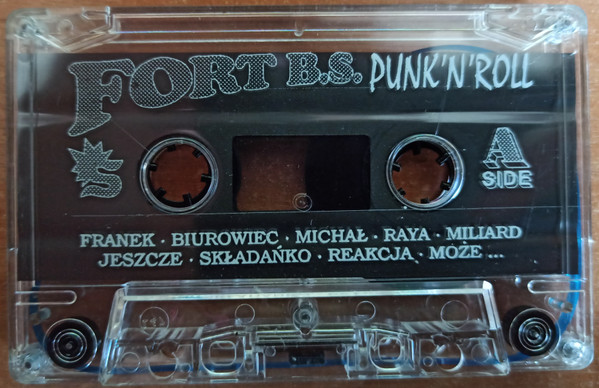 FORT B.S. PUNK'N'ROLL
'S
A
SIDE
FRANEK · BIUROWIEC · MICHAŁ · RAYA · MILIARD
JESZCZE · SKŁADAŃKO · REAKCJA · MOŻE ...